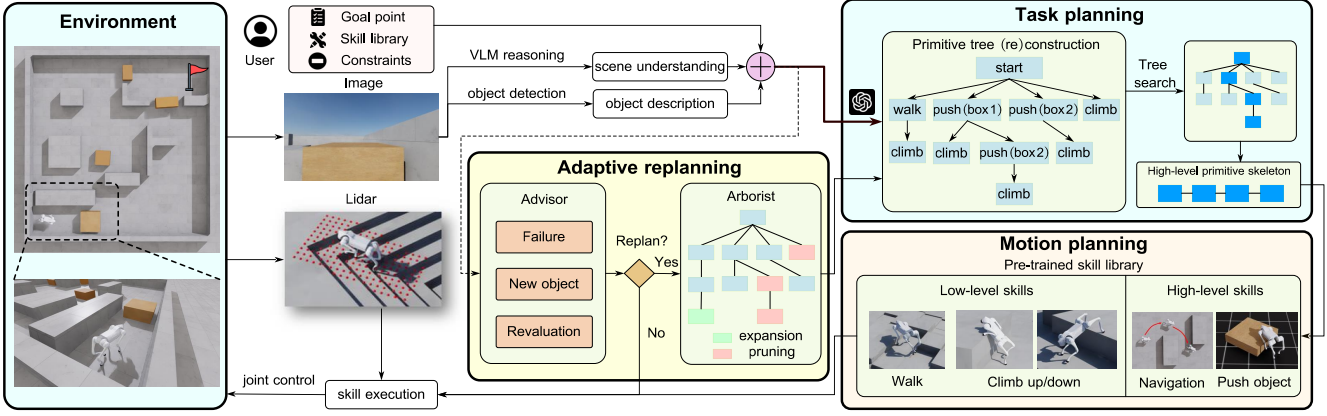 Environment
User
Goal point
Skill library
Constraints
Image
Lidar
VLM reasoning
object detection
scene understanding
object description
joint control
skill execution
Adaptive replanning
Advisor
Failure
New object
Revaluation
Replan?
Yes
No
Arborist
expansion
pruning
Task planning
Primitive tree (re)construction
start
walk
push(box1)
push(box2)
climb
climb
climb
push(box2)
climb
climb
Tree
search
High-level primitive skeleton
Motion planning
Pre-trained skill library
Low-level skills
High-level skills
Walk
Climb up/down
Navigation
Push object